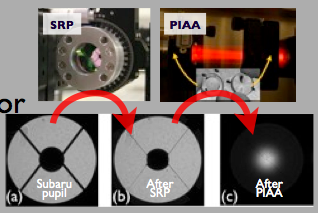 SRP
PIAA
or
(a)
Subaru
pupil
(b)
After
SRP
(c)
After
PIAA